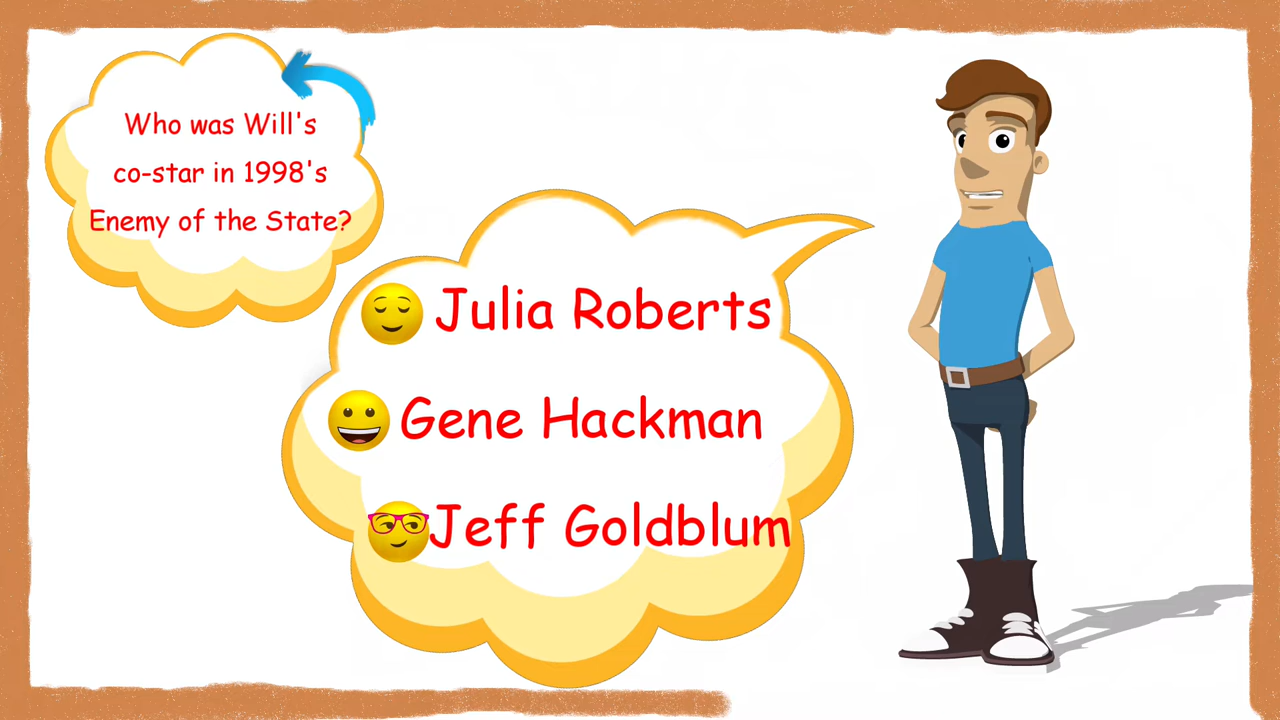 Who was Will's
co-star in 1998's
Enemy of the State?
Julia Roberts
Gene Hackman
Jeff Goldblum